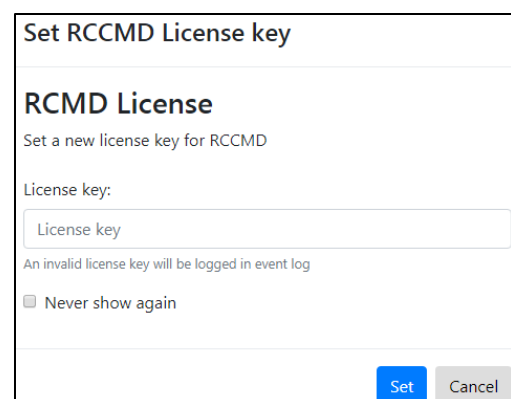 Set RCCMD License key
RCMD License
Set a new license key for RCCMD
License key:
License key
An invalid license key will be logged in event log
Never show again
Set Cancel